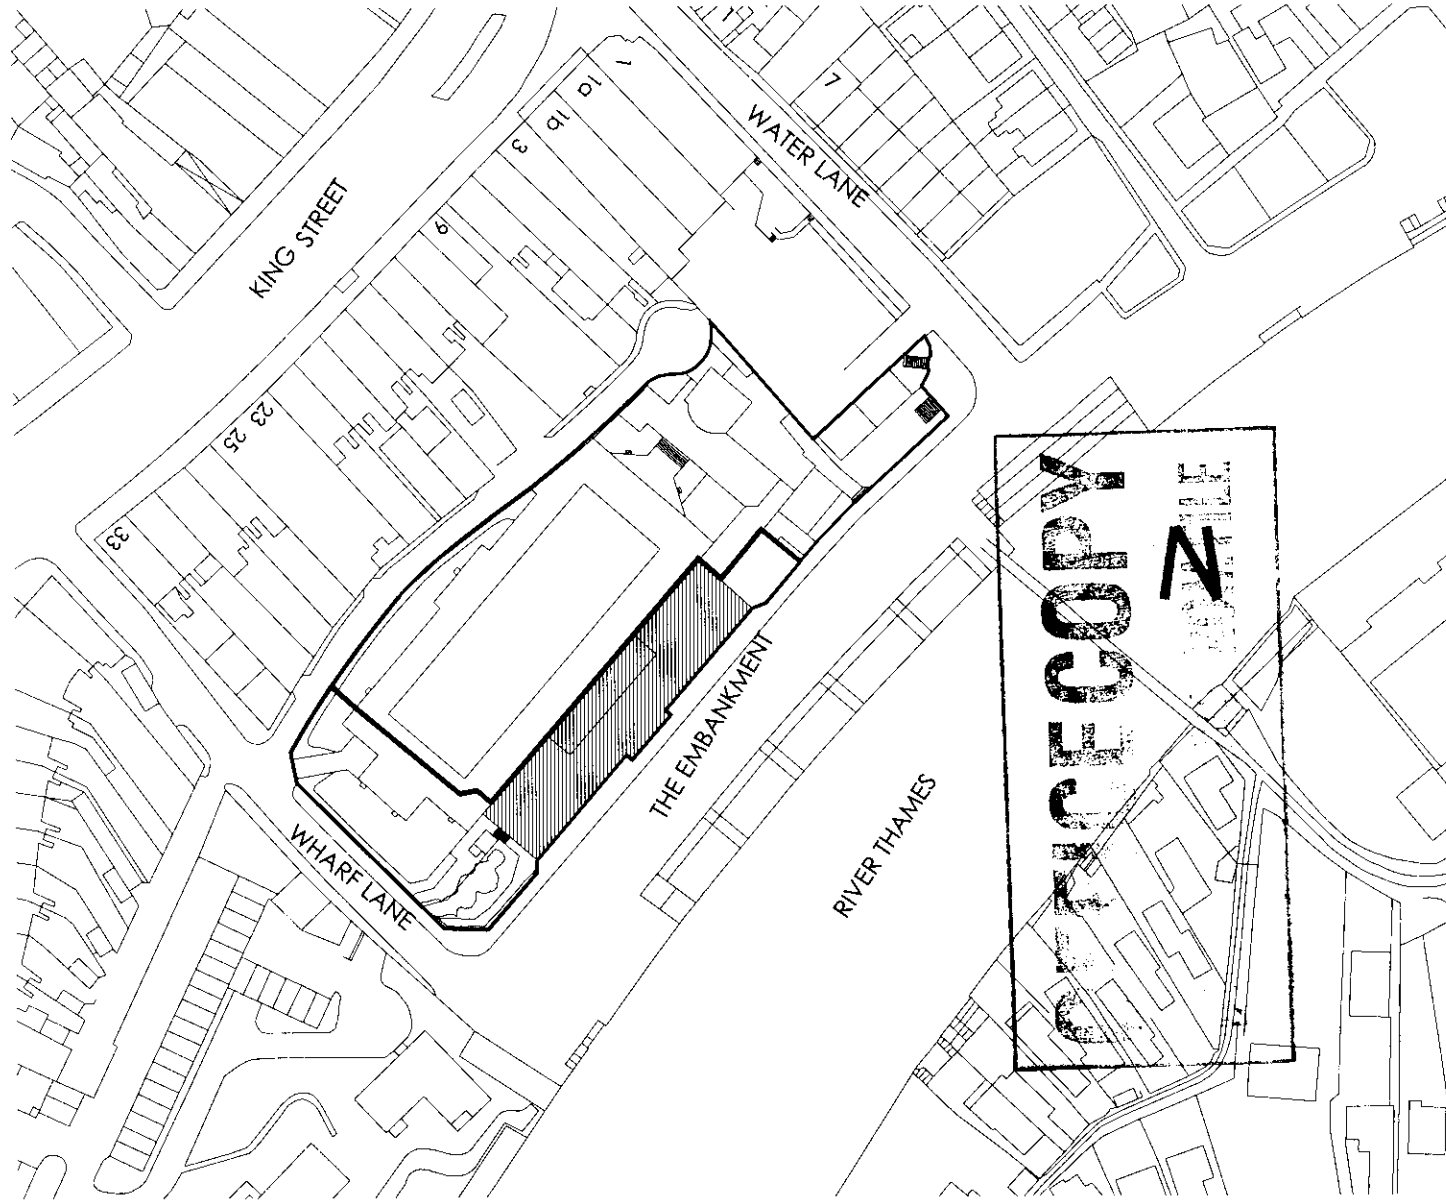 1
1a
1b
3
9
7
WATER LANE
KING STREET
23 25
33
THE EMBANKMENT
WHARF LANE
RIVER THAMES
OFFICE COPY
N